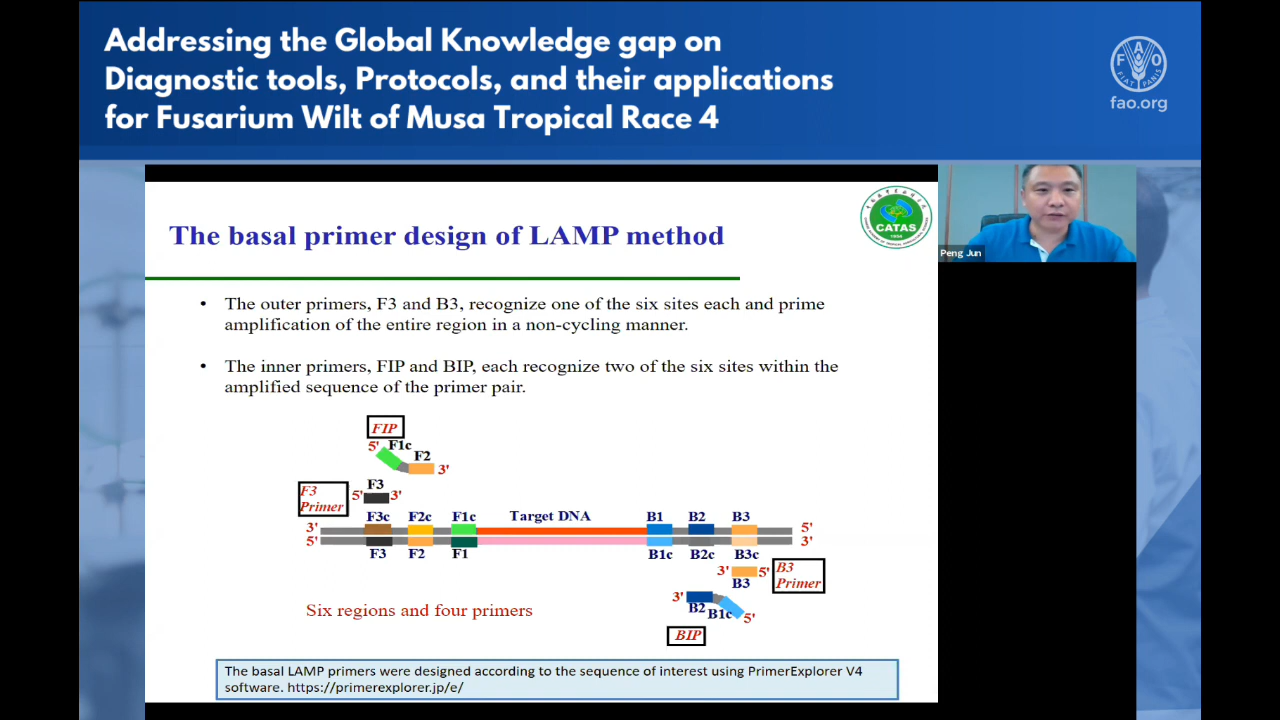 Addressing the Global Knowledge gap on
Diagnostic tools, Protocols, and their applications
for Fusarium Wilt of Musa Tropical Race 4
FAO
FIAT PANIS
fao.org
The basal primer design of LAMP method
CATAS
Peng Jun
• The outer primers, F3 and B3, recognize one of the six sites each and prime
amplification of the entire region in a non-cycling manner.
• The inner primers, FIP and BIP, each recognize two of the six sites within the
amplified sequence of the primer pair.
FIP
5' F1c
F2
3'
F3
Primer
F3
5' 3'
F3c F2c F1c Target DNA B1 B2 B3
3' 5'
5' 3'
F3 F2 F1 B1c B2c B3c
3' 5'
B3
B3
Primer
3'
B2 B1c
5'
BIP
Six regions and four primers
The basal LAMP primers were designed according to the sequence of interest using PrimerExplorer V4
software. https://primerexplorer.jp/e/